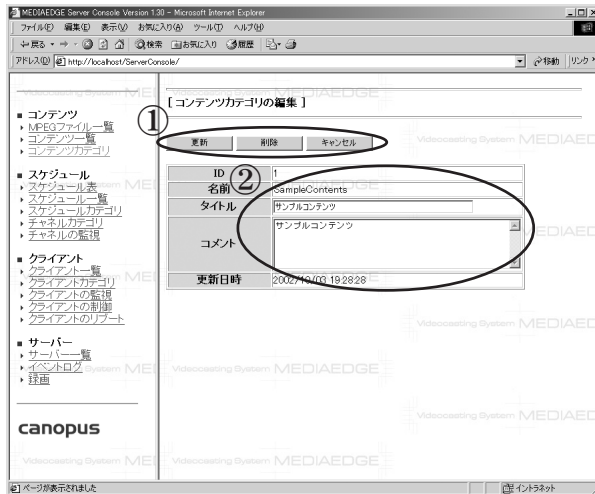 MEDIAEDGE Server Console Version 1.30 - Microsoft Internet Explorer
ファイル(F) 編集(E) 表示(V) お気に入り(A) ツール(T) ヘルプ(H)
戻る 検索 お気に入り 履歴
アドレス(D) http://localhost/ServerConsole/ 移動 リンク
コンテンツ
MPEGファイル一覧
コンテンツ一覧
コンテンツカテゴリ
スケジュール
スケジュール表
スケジュール一覧
スケジュールカテゴリ
チャネルカテゴリ
チャネルの監視
クライアント
クライアント一覧
クライアントカテゴリ
クライアントの監視
クライアントの制御
クライアントのリブート
サーバー
サーバー一覧
イベントログ
録画
canopus
[ コンテンツカテゴリの編集 ]
①
更新 削除 キャンセル
②
ID 1
名前 SampleContents
タイトル サンプルコンテンツ
コメント サンプルコンテンツ
更新日時 2002/10/03 19:28:28
Videocasting System MEDIAEDGE
ページが表示されました イントラネット